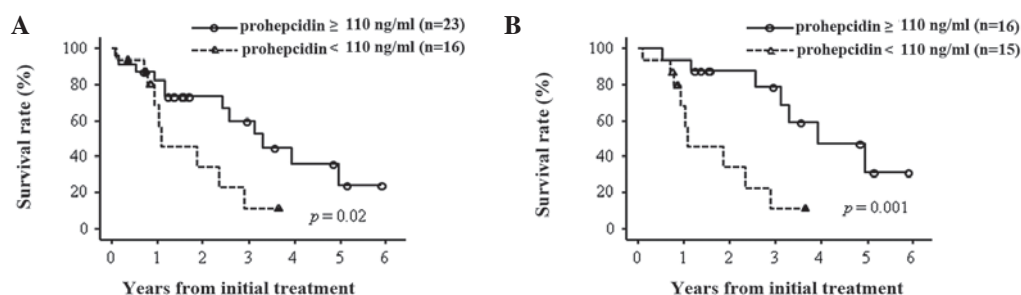 A
prohepcidin ≥ 110 ng/ml (n=23)
prohepcidin < 110 ng/ml (n=16)
Survival rate (%)
100
80
60
40
20
0
p = 0.02
0 1 2 3 4 5 6
Years from initial treatment
B
prohepcidin ≥ 110 ng/ml (n=16)
prohepcidin < 110 ng/ml (n=15)
Survival rate (%)
100
80
60
40
20
0
p = 0.001
0 1 2 3 4 5 6
Years from initial treatment